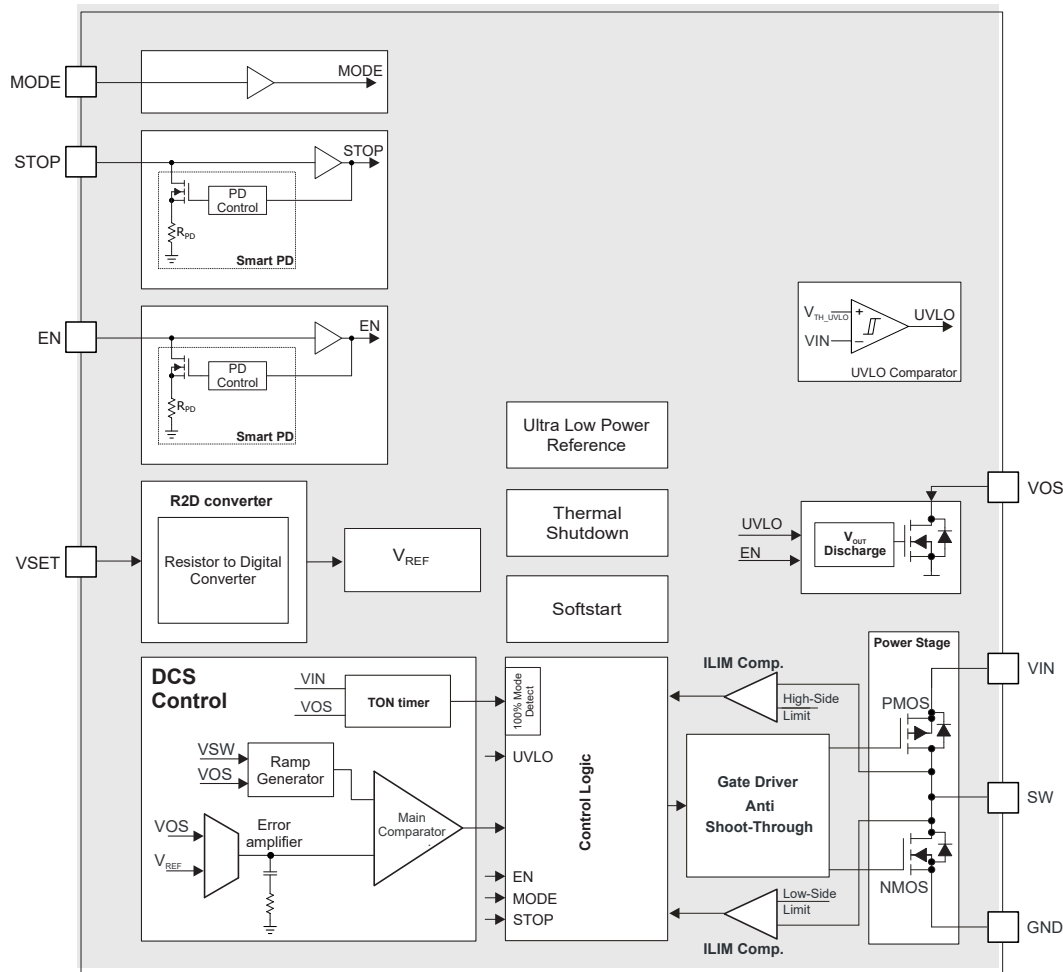 MODE
MODE
STOP
STOP
PD
Control
RPD
Smart PD
EN
EN
PD
Control
RPD
Smart PD
VTH_UVLO
VIN
+
−
UVLO
UVLO Comparator
Ultra Low Power
Reference
Thermal
Shutdown
Softstart
VSET
R2D converter
Resistor to Digital
Converter
VREF
VOS
UVLO
EN
VOUT
Discharge
DCS
Control
VIN
VOS
TON timer
VSW
VOS
Ramp
Generator
VOS
VREF
Error
amplifier
Main
Comparator
100% Mode
Detect
UVLO
Control Logic
EN
MODE
STOP
ILIM Comp.
High-Side
Limit
Gate Driver
Anti
Shoot-Through
Low-Side
Limit
ILIM Comp.
Power Stage
PMOS
NMOS
VIN
SW
GND